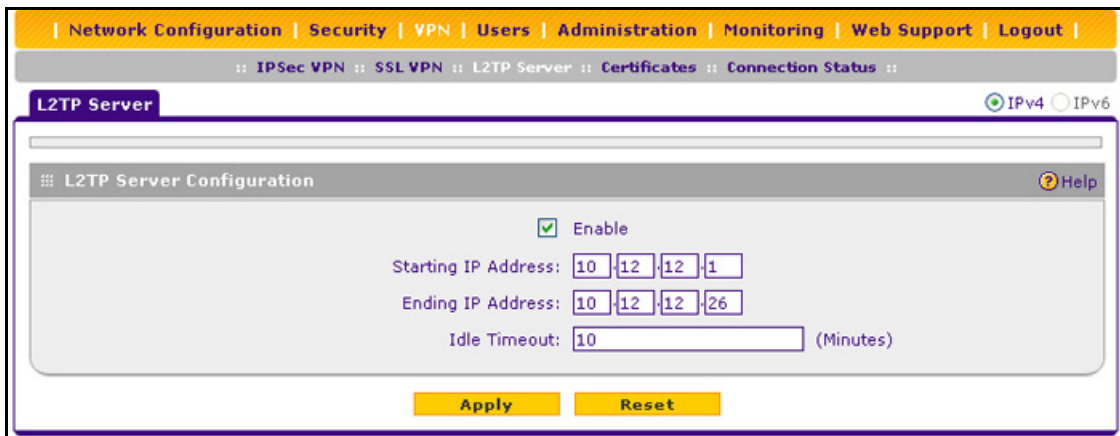 | Network Configuration | Security | VPN | Users | Administration | Monitoring | Web Support | Logout |
:: IPSec VPN :: SSL VPN :: L2TP Server :: Certificates :: Connection Status ::
L2TP Server IPv4 IPv6
L2TP Server Configuration ? Help
Enable
Starting IP Address: 10 . 12 . 12 . 1
Ending IP Address: 10 . 12 . 12 . 26
Idle Timeout: 10 (Minutes)
Apply Reset